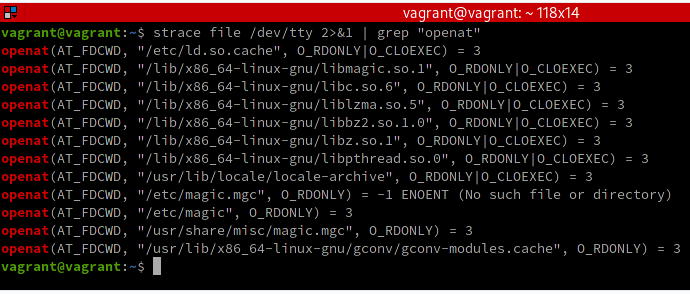 vagrant@vagrant: ~ 118x14
vagrant@vagrant:~$ strace file /dev/tty 2>&1 | grep "openat"
openat(AT_FDCWD, "/etc/ld.so.cache", O_RDONLY|O_CLOEXEC) = 3
openat(AT_FDCWD, "/lib/x86_64-linux-gnu/libmagic.so.1", O_RDONLY|O_CLOEXEC) = 3
openat(AT_FDCWD, "/lib/x86_64-linux-gnu/libc.so.6", O_RDONLY|O_CLOEXEC) = 3
openat(AT_FDCWD, "/lib/x86_64-linux-gnu/liblzma.so.5", O_RDONLY|O_CLOEXEC) = 3
openat(AT_FDCWD, "/lib/x86_64-linux-gnu/libbz2.so.1.0", O_RDONLY|O_CLOEXEC) = 3
openat(AT_FDCWD, "/lib/x86_64-linux-gnu/libz.so.1", O_RDONLY|O_CLOEXEC) = 3
openat(AT_FDCWD, "/lib/x86_64-linux-gnu/libpthread.so.0", O_RDONLY|O_CLOEXEC) = 3
openat(AT_FDCWD, "/usr/lib/locale/locale-archive", O_RDONLY|O_CLOEXEC) = 3
openat(AT_FDCWD, "/etc/magic.mgc", O_RDONLY) = -1 ENOENT (No such file or directory)
openat(AT_FDCWD, "/etc/magic", O_RDONLY) = 3
openat(AT_FDCWD, "/usr/share/misc/magic.mgc", O_RDONLY) = 3
openat(AT_FDCWD, "/usr/lib/x86_64-linux-gnu/gconv/gconv-modules.cache", O_RDONLY) = 3
vagrant@vagrant:~$